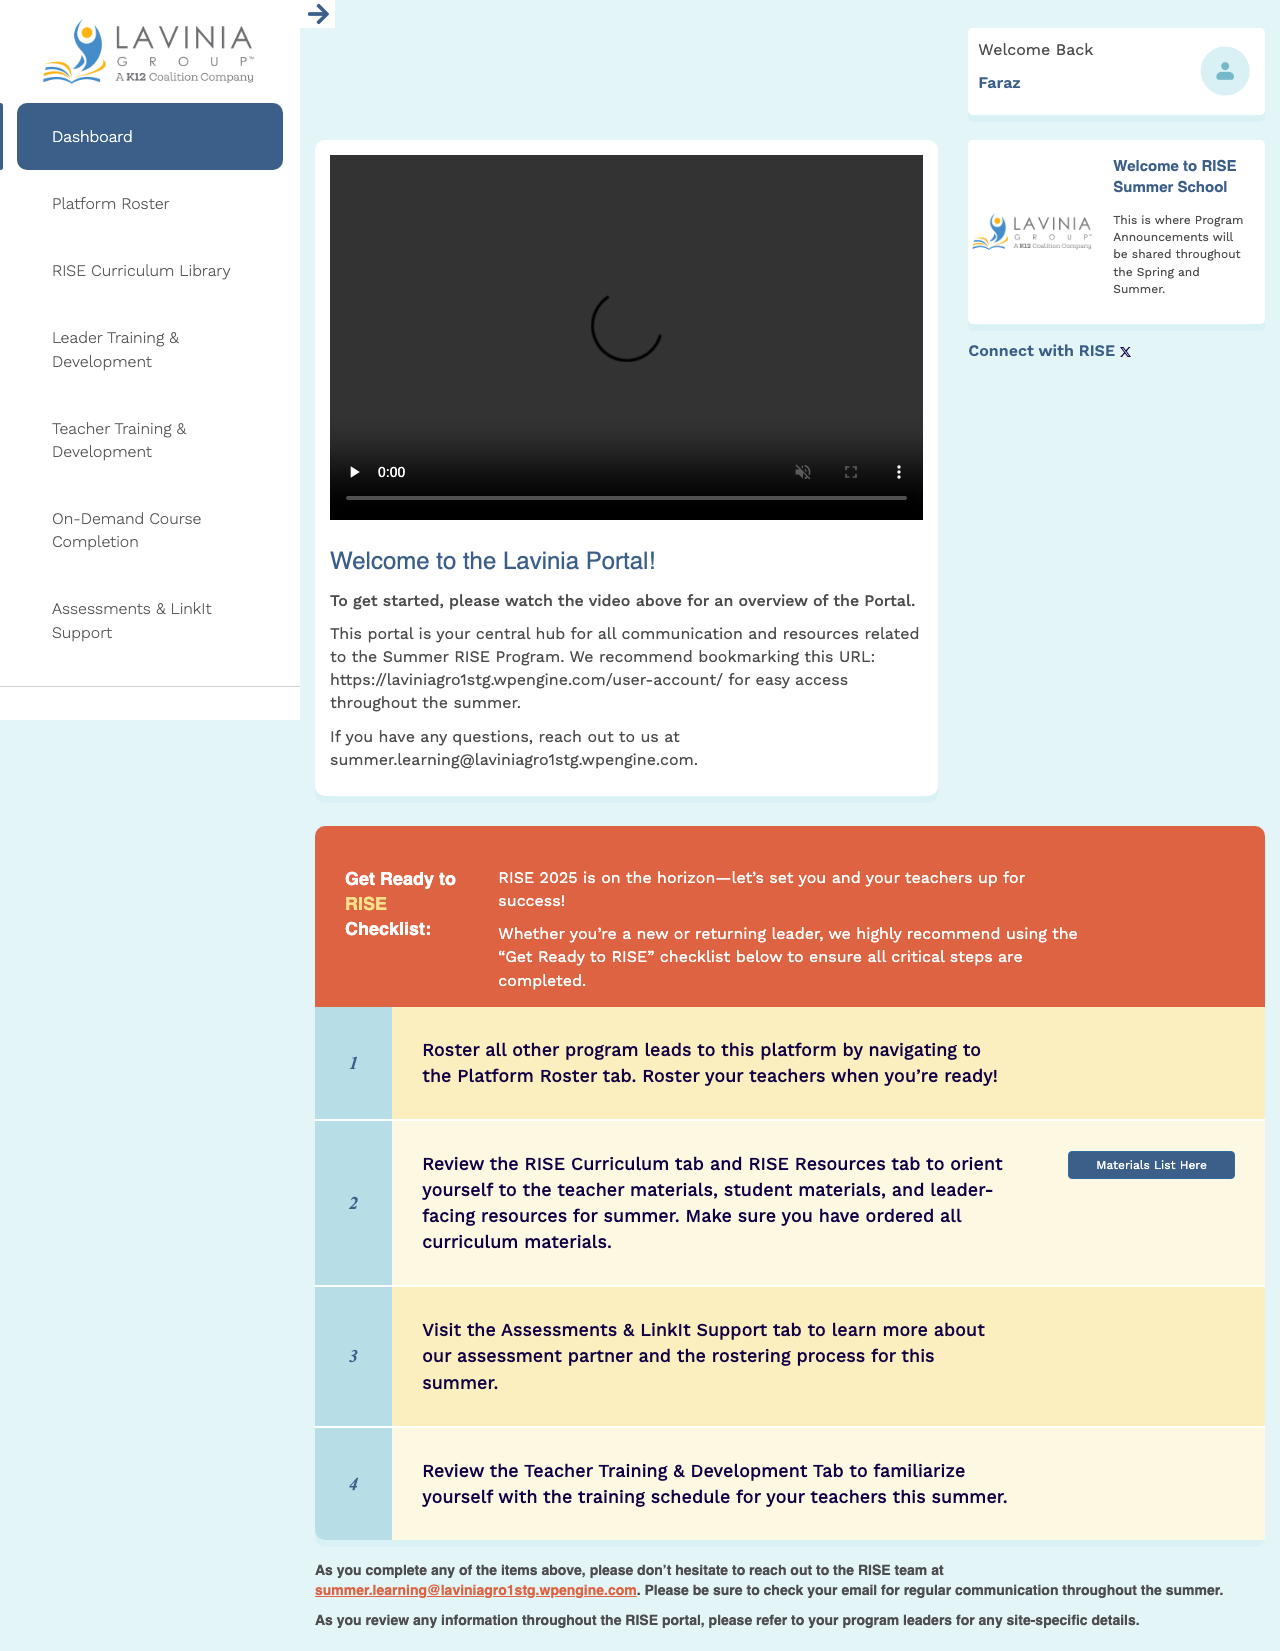 LAVINIA
GROUP™
A K12 Coalition Company
Dashboard
Platform Roster
RISE Curriculum Library
Leader Training &
Development
Teacher Training &
Development
On-Demand Course
Completion
Assessments & LinkIt
Support
Welcome Back
Faraz
0:00
Welcome to the Lavinia Portal!
To get started, please watch the video above for an overview of the Portal.
This portal is your central hub for all communication and resources related
to the Summer RISE Program. We recommend bookmarking this URL:
https://laviniagro1stg.wpengine.com/user-account/ for easy access
throughout the summer.
If you have any questions, reach out to us at
summer.learning@laviniagro1stg.wpengine.com.
LAVINIA
GROUP™
A K12 Coalition Company
Welcome to RISE
Summer School
This is where Program
Announcements will
be shared throughout
the Spring and
Summer.
Connect with RISE X
Get Ready to
RISE
Checklist:
RISE 2025 is on the horizon—let’s set you and your teachers up for
success!
Whether you’re a new or returning leader, we highly recommend using the
“Get Ready to RISE” checklist below to ensure all critical steps are
completed.
1
Roster all other program leads to this platform by navigating to
the Platform Roster tab. Roster your teachers when you’re ready!
2
Review the RISE Curriculum tab and RISE Resources tab to orient
yourself to the teacher materials, student materials, and leader-
facing resources for summer. Make sure you have ordered all
curriculum materials.
Materials List Here
3
Visit the Assessments & LinkIt Support tab to learn more about
our assessment partner and the rostering process for this
summer.
4
Review the Teacher Training & Development Tab to familiarize
yourself with the training schedule for your teachers this summer.
As you complete any of the items above, please don’t hesitate to reach out to the RISE team at
summer.learning@laviniagro1stg.wpengine.com. Please be sure to check your email for regular communication throughout the summer.
As you review any information throughout the RISE portal, please refer to your program leaders for any site-specific details.